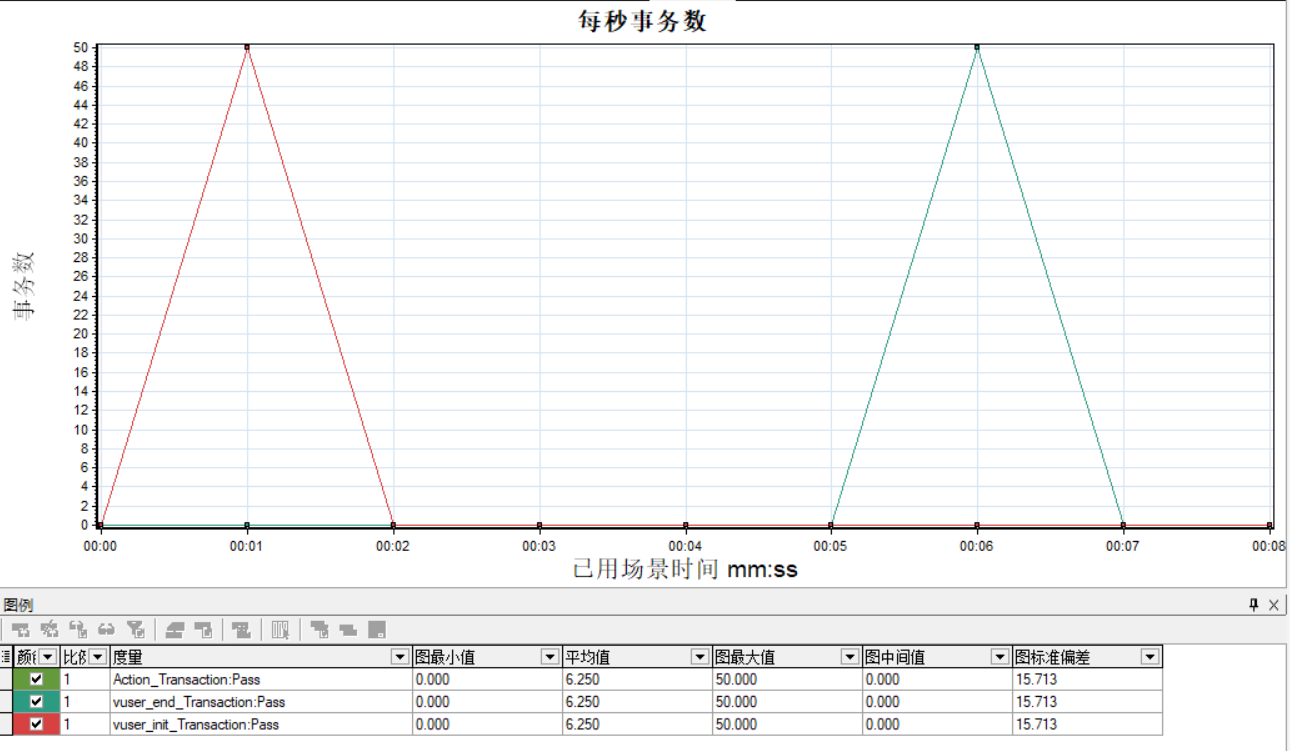 每秒事务数
50
48
46
44
42
40
38
36
34
32
30
28
26
24
22
20
18
16
14
12
10
8
6
4
2
0
事务数
00:00 00:01 00:02 00:03 00:04 00:05 00:06 00:07 00:08
已用场景时间 mm:ss
图例
度量 图最小值 平均值 图最大值 图中间值 图标准偏差
1 Action_Transaction:Pass 0.000 6.250 50.000 0.000 15.713
1 vuser_end_Transaction:Pass 0.000 6.250 50.000 0.000 15.713
1 vuser_init_Transaction:Pass 0.000 6.250 50.000 0.000 15.713